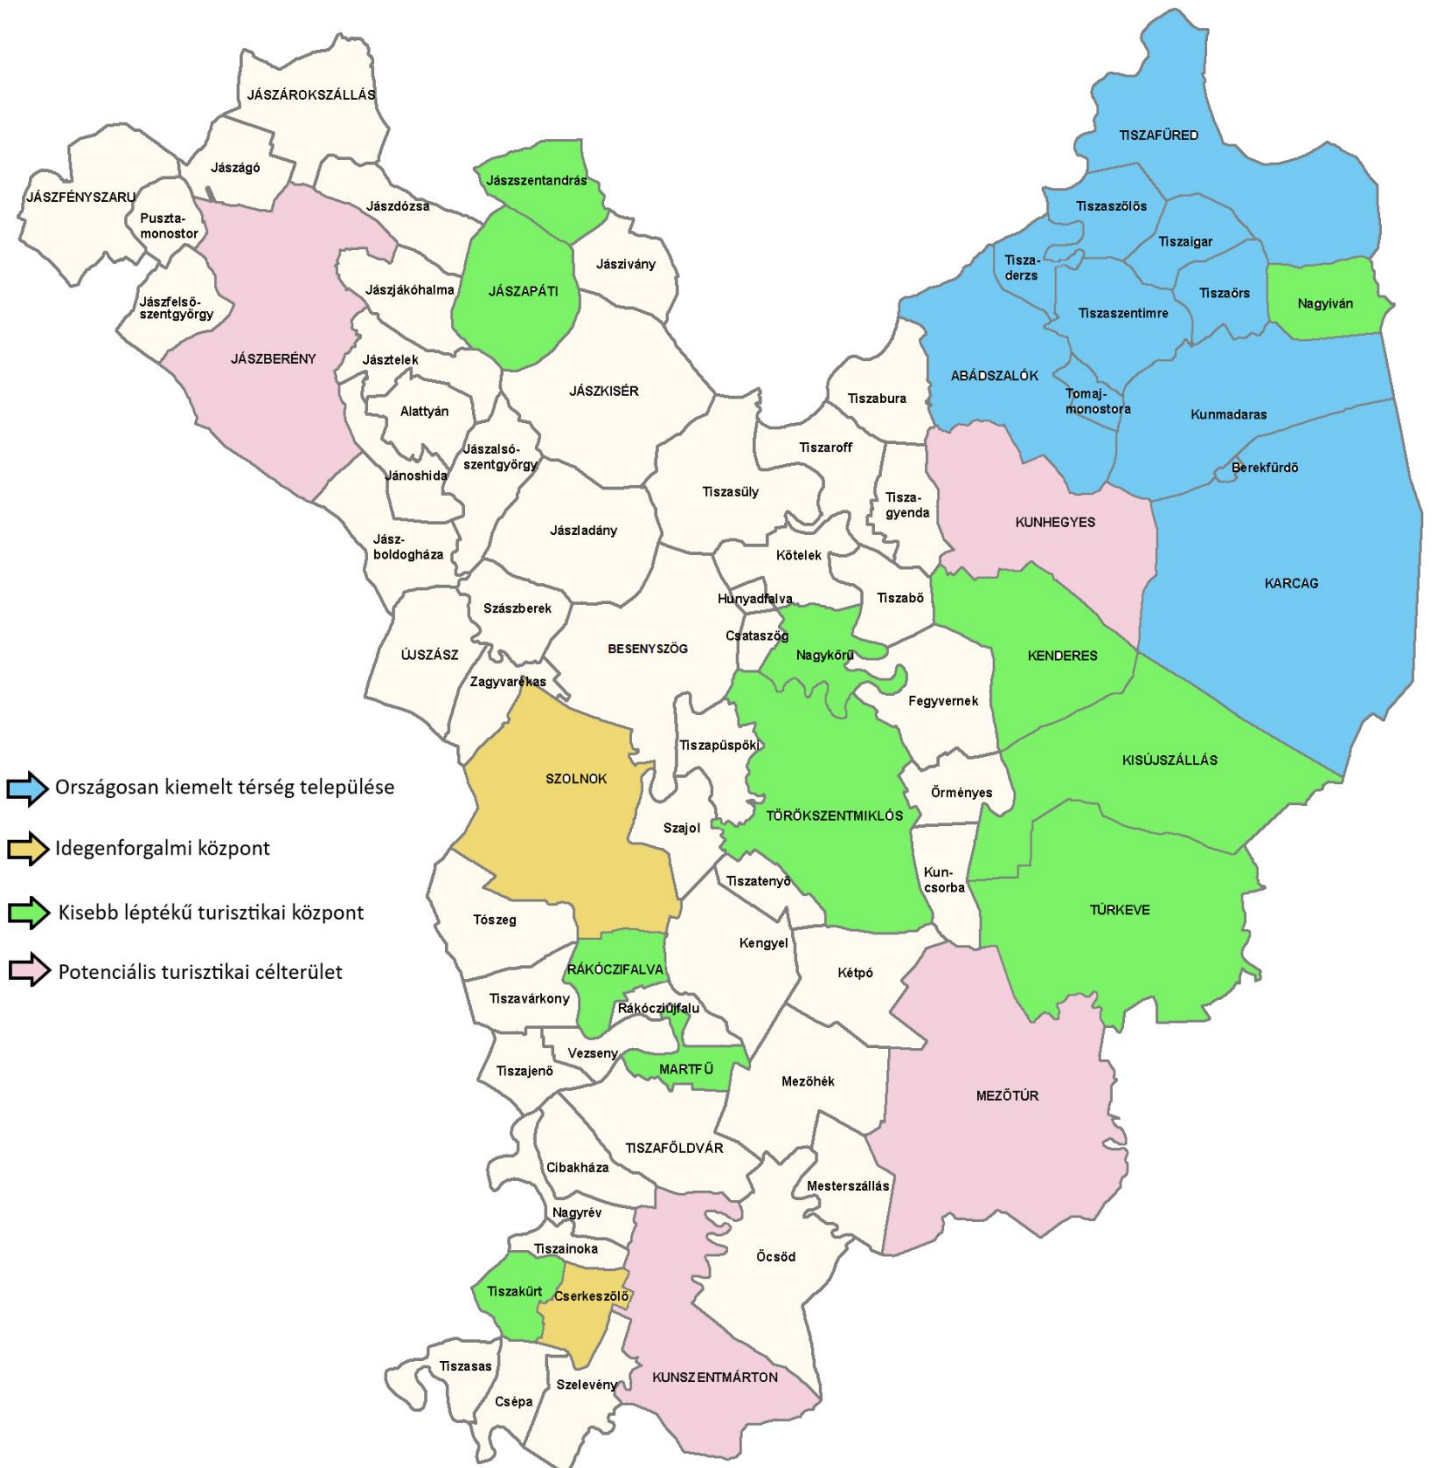 JÁSZÁROKSZÁLLÁS
TISZAFÜRED
Jászágó
Jászszentandrás
JÁSZFÉNYSZARU
Jászdózsa
Tiszaszőlős
Puszta-
monostor
Tiszaigar
Jászivány
Tisza-
derzs
Jászjákóhalma
JÁSZAPÁTI
Tiszaörs
Nagyiván
Jászfelső-
szentgyörgy
Tiszaszentimre
JÁSZBERÉNY
Jásztelek
ABÁDSZALÓK
JÁSZKISÉR
Tiszabura
Tomaj-
monostora
Alattyán
Kunmadaras
Tiszaroff
Jászalsó-
szentgyörgy
Berekfürdő
Jánoshida
Tiszasüly
Tisza-
gyenda
KUNHEGYES
Jászladány
Jász-
boldogháza
Kőtelek
KARCAG
Hunyadfalva
Tiszabő
Szászberek
Csataszög
ÚJSZÁSZ
BESENYSZÖG
Nagykörű
KENDERES
Zagyvarékas
Fegyvernek
Tiszapüspöki
KISÚJSZÁLLÁS
SZOLNOK
Országosan kiemelt térség települése
Örményes
TÖRÖKSZENTMIKLÓS
Szajol
Idegenforgalmi központ
Kun-
csorba
Tiszatenyő
Kisebb léptékű turisztikai központ
TÚRKEVE
Tószeg
Kengyel
Potenciális turisztikai célterület
RÁKÓCZIFALVA
Kétpó
Tiszavárkony
Rákócziújfalu
Vezseny
Tiszajenő
MARTFŰ
Mezőhék
MEZŐTÚR
TISZAFÖLDVÁR
Cibakháza
Mesterszállás
Nagyrév
Tiszainoka
Öcsöd
Tiszakürt
Cserkeszőlő
Tiszasas
KUNSZENTMÁRTON
Szelevény
Csépa